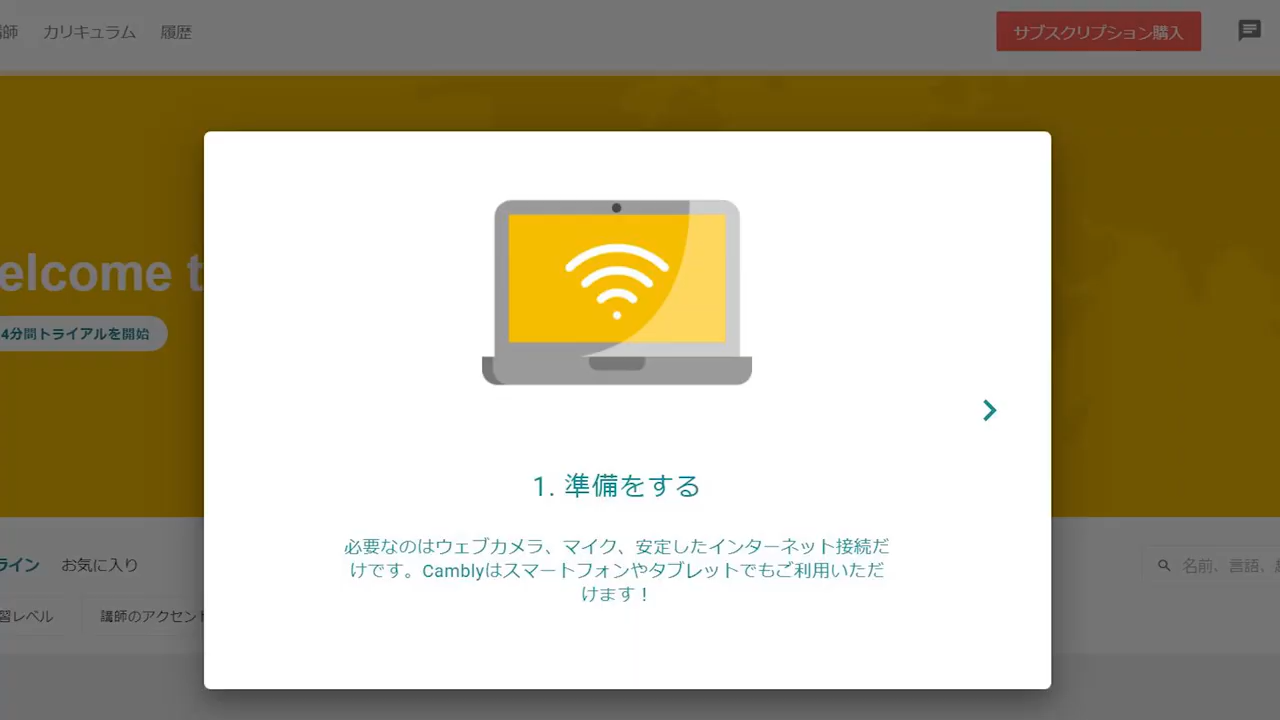 講師 カリキュラム 履歴 サブスクリプション購入
elcome t
4分間トライアルを開始
1. 準備をする
必要なのはウェブカメラ、マイク、安定したインターネット接続だ
けです。Camblyはスマートフォンやタブレットでもご利用いただ
けます！
ライン お気に入り
名前、言語、
習レベル 講師のアクセント